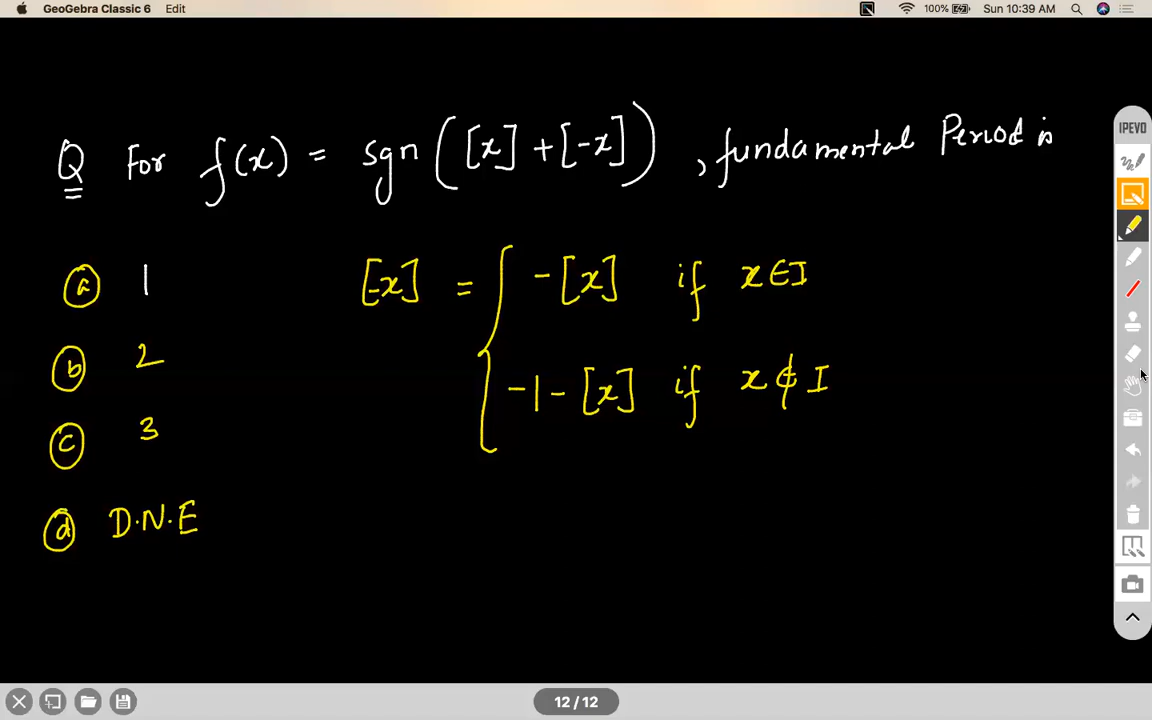 GeoGebra Classic 6 Edit 100% Sun 10:39 AM
Q For f(x) = sgn([x] + [-x]) , fundamental Period is
IPEVO
(a) 1
[-x] = { -[x] if x∈I
(b) 2
-1-[x] if x∉I
(c) 3
(d) D.N.E
12 / 12